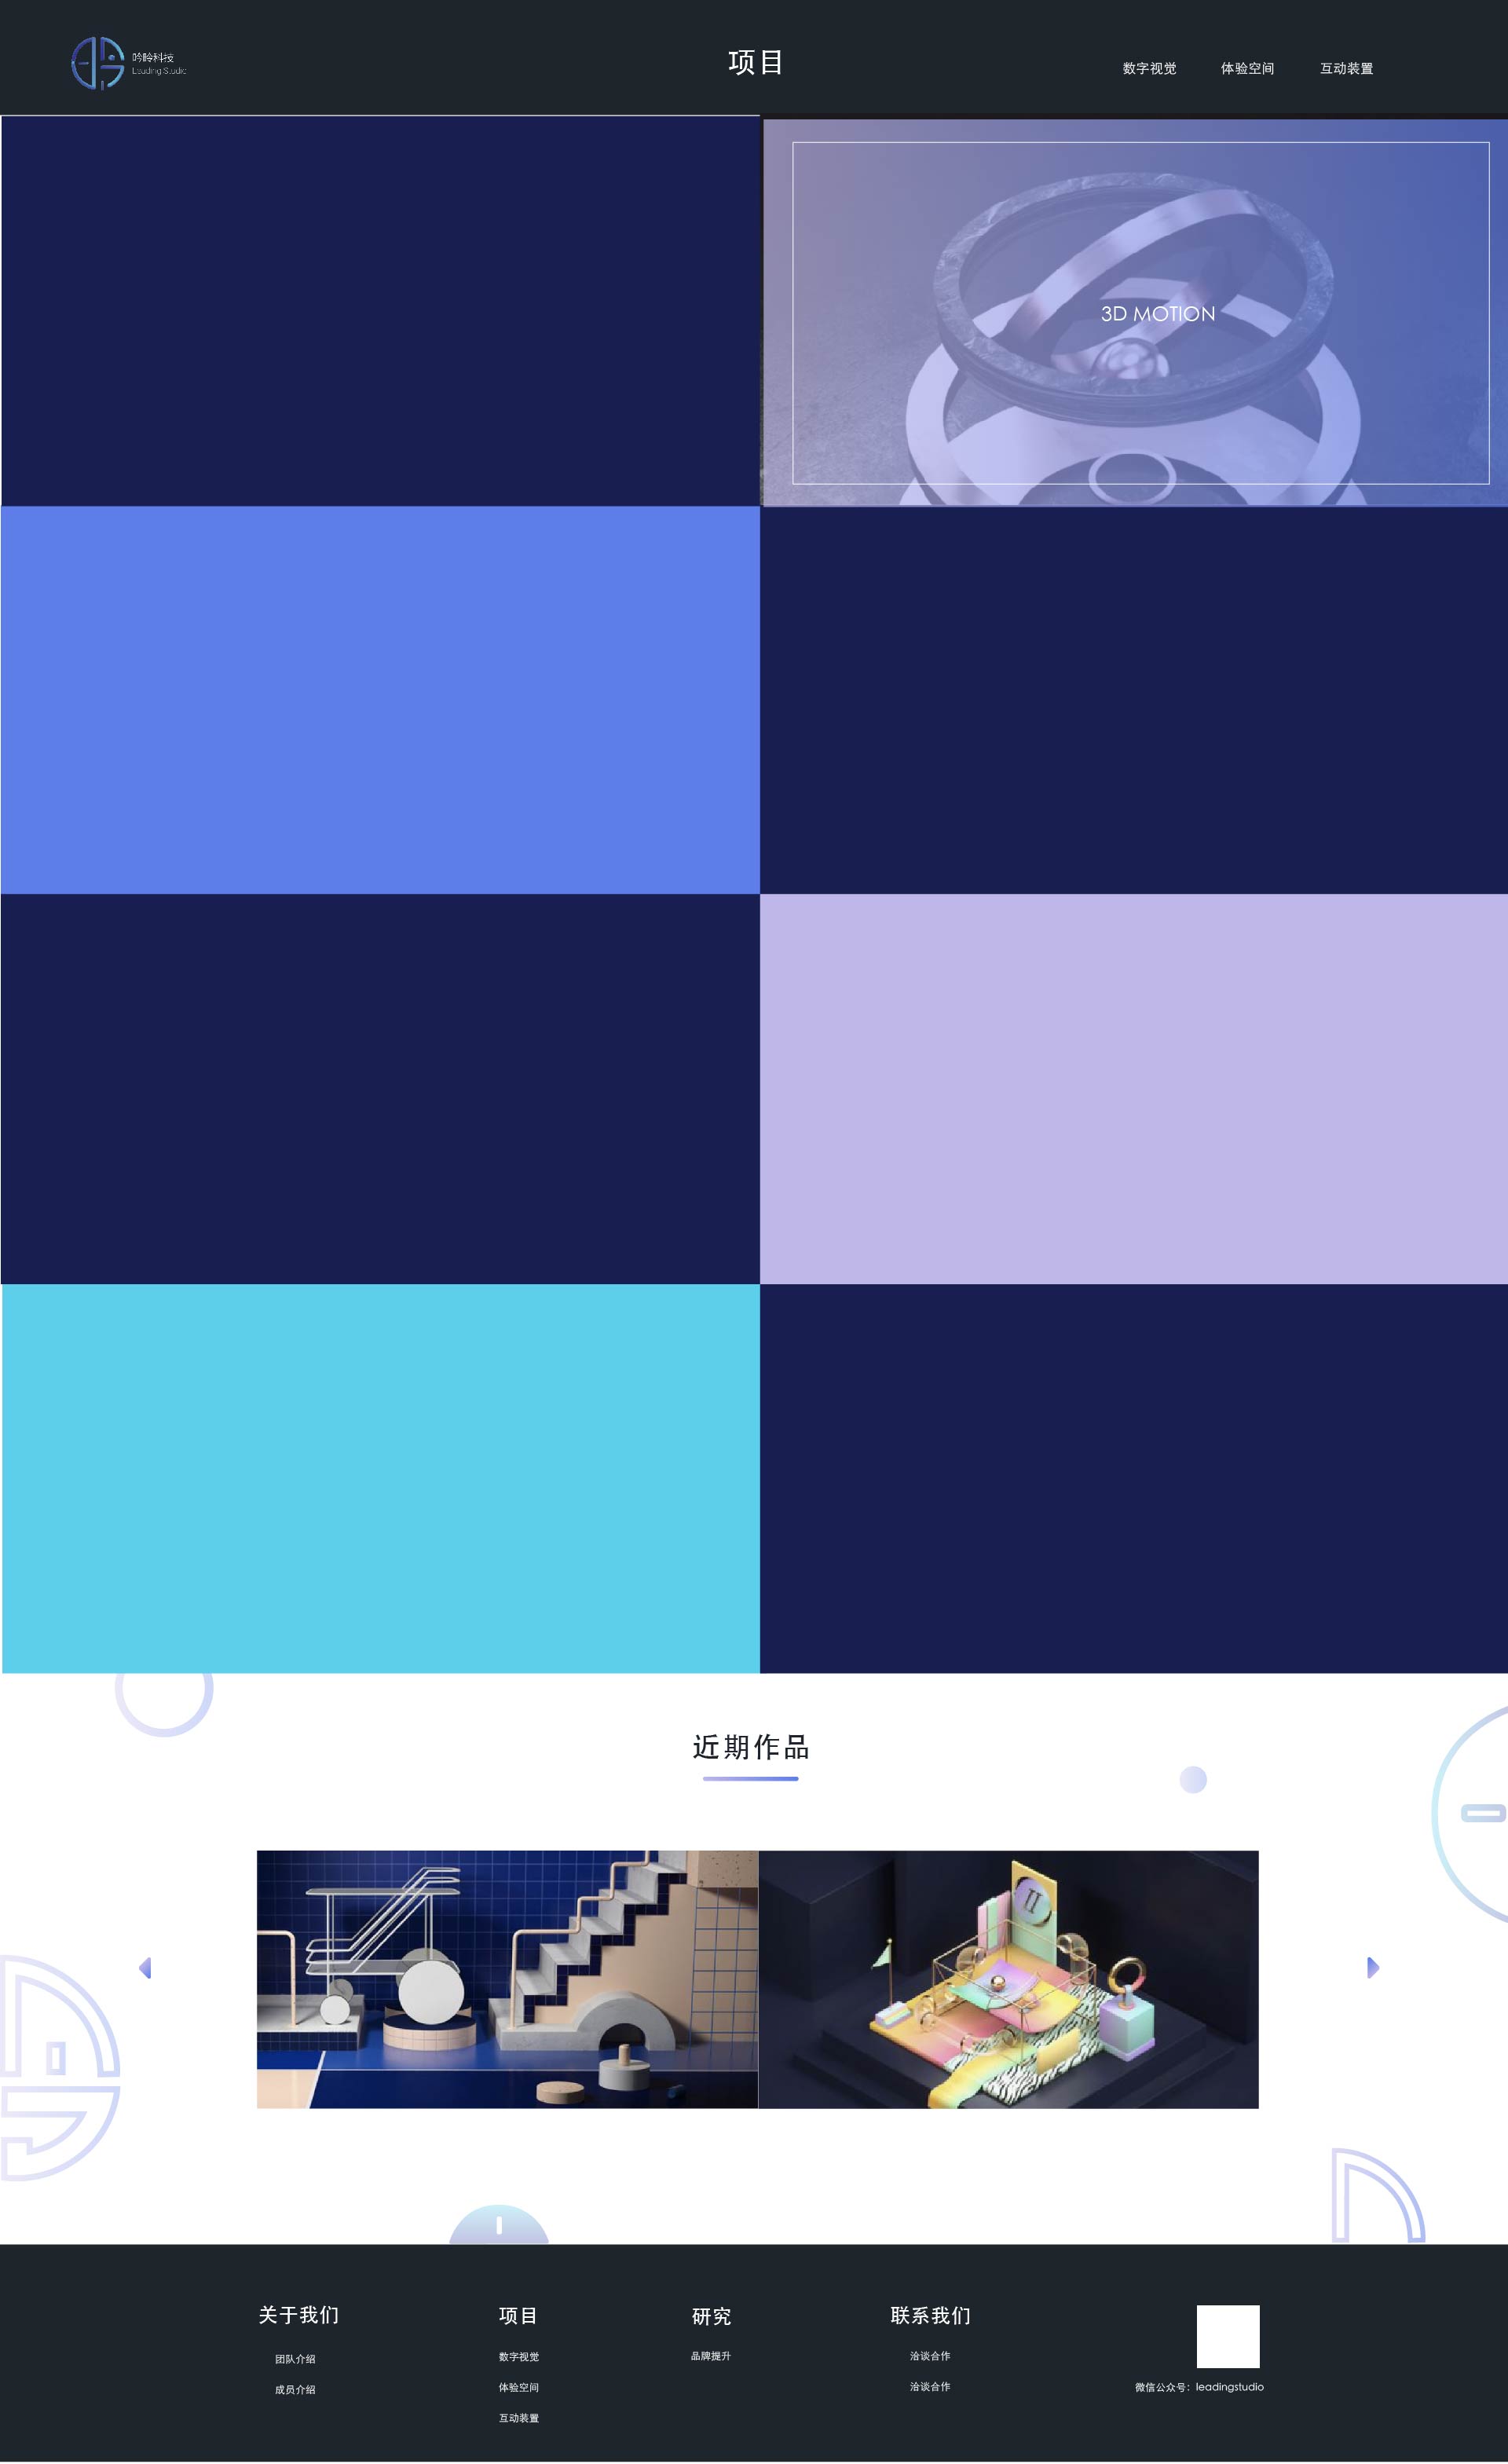 吟聆科技
Leading Studio
项目
数字视觉 体验空间 互动装置
3D MOTION
近期作品
关于我们
团队介绍
成员介绍
项目
数字视觉
体验空间
互动装置
研究
品牌提升
联系我们
洽谈合作
洽谈合作
微信公众号：leadingstudio